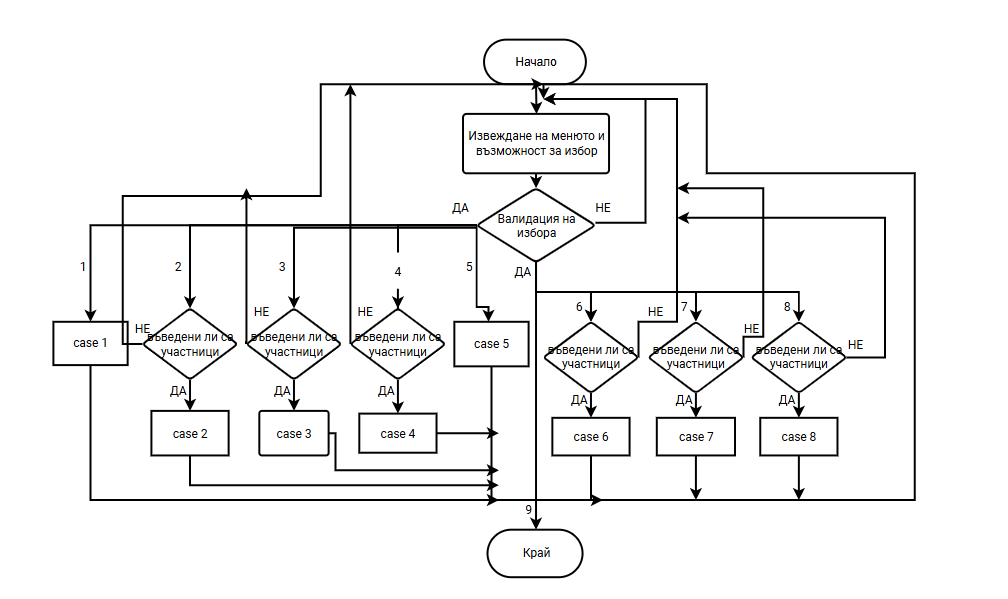 Начало
Извеждане на менюто и
възможност за избор
ДА
НЕ
Валидация на
избора
1
2
3
4
5
ДА
6
7
8
НЕ
НЕ
НЕ
НЕ
НЕ
НЕ
case 1
въведени ли са
участници
въведени ли са
участници
въведени ли са
участници
case 5
въведени ли са
участници
въведени ли са
участници
въведени ли са
участници
ДА
ДА
ДА
ДА
ДА
ДА
case 2
case 3
case 4
case 6
case 7
case 8
9
Край